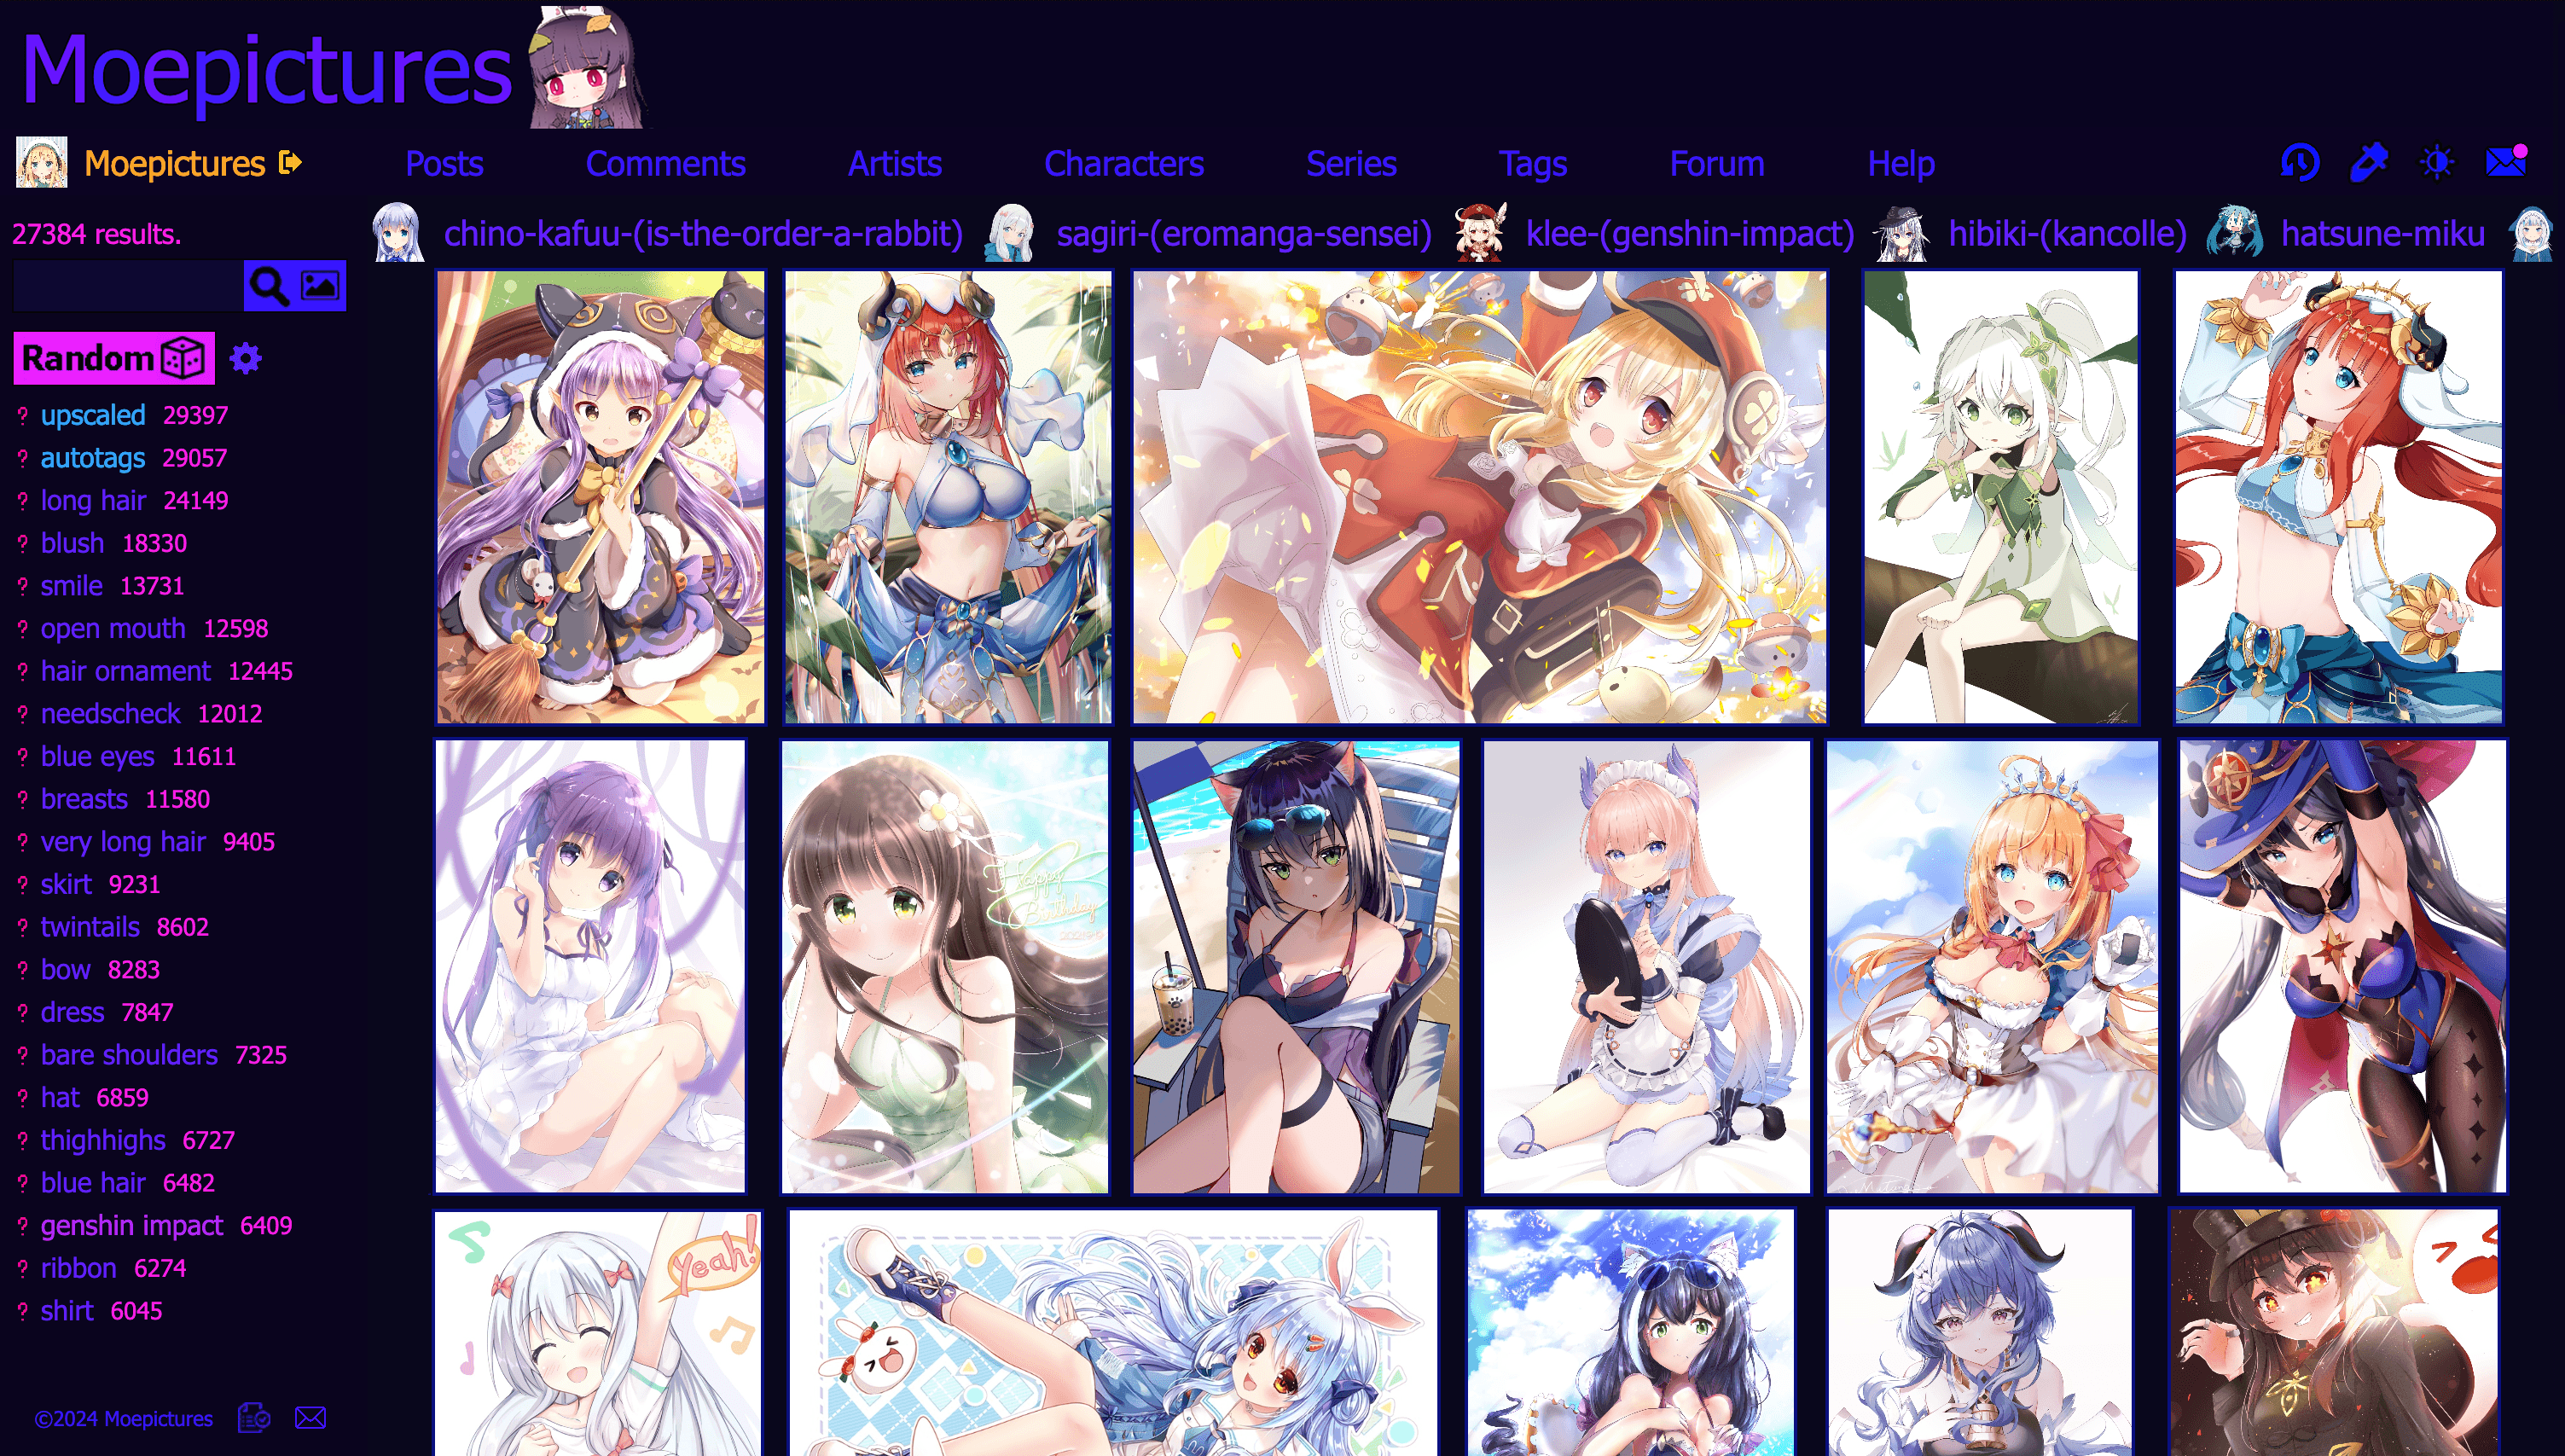 Moepictures
Moepictures
Posts Comments Artists Characters Series Tags Forum Help
27384 results.
chino-kafuu-(is-the-order-a-rabbit) sagiri-(eromanga-sensei) klee-(genshin-impact) hibiki-(kancolle) hatsune-miku
Random
? upscaled 29397
? autotags 29057
? long hair 24149
? blush 18330
? smile 13731
? open mouth 12598
? hair ornament 12445
? needscheck 12012
? blue eyes 11611
? breasts 11580
? very long hair 9405
? skirt 9231
? twintails 8602
? bow 8283
? dress 7847
? bare shoulders 7325
? hat 6859
? thighhighs 6727
? blue hair 6482
? genshin impact 6409
? ribbon 6274
? shirt 6045
©2024 Moepictures
Happy
Birthday
Yeah!